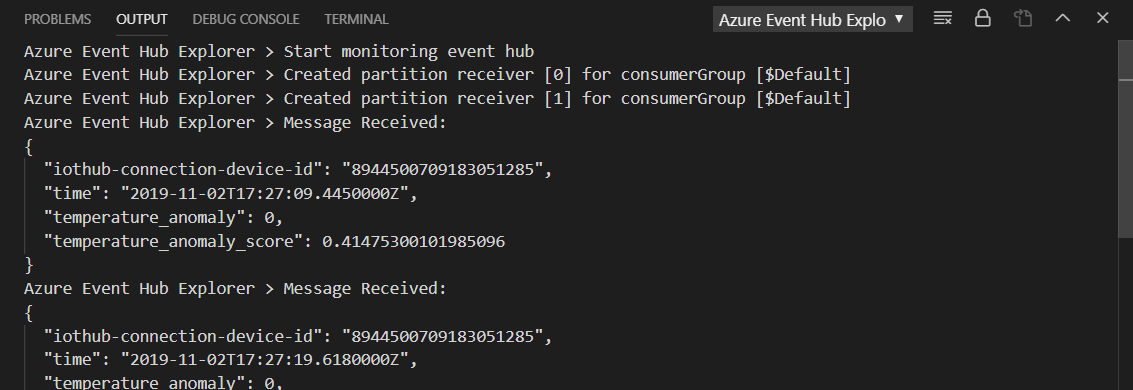 PROBLEMS OUTPUT DEBUG CONSOLE TERMINAL Azure Event Hub Explo
Azure Event Hub Explorer > Start monitoring event hub
Azure Event Hub Explorer > Created partition receiver [0] for consumerGroup [$Default]
Azure Event Hub Explorer > Created partition receiver [1] for consumerGroup [$Default]
Azure Event Hub Explorer > Message Received:
{
  "iothub-connection-device-id": "8944500709183051285",
  "time": "2019-11-02T17:27:09.4450000Z",
  "temperature_anomaly": 0,
  "temperature_anomaly_score": 0.41475300101985096
}
Azure Event Hub Explorer > Message Received:
{
  "iothub-connection-device-id": "8944500709183051285",
  "time": "2019-11-02T17:27:19.6180000Z",
  "temperature_anomaly": 0,